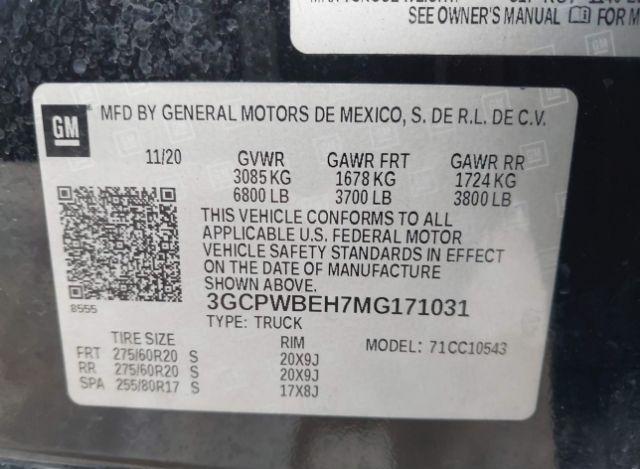 SEE OWNER'S MANUAL FOR M
GM
MFD BY GENERAL MOTORS DE MEXICO, S. DE R.L. DE C.V.
11/20 GVWR GAWR FRT GAWR RR
3085 KG 1678 KG 1724 KG
6800 LB 3700 LB 3800 LB
THIS VEHICLE CONFORMS TO ALL
APPLICABLE U.S. FEDERAL MOTOR
VEHICLE SAFETY STANDARDS IN EFFECT
ON THE DATE OF MANUFACTURE
SHOWN ABOVE.
8555
3GCPWBEH7MG171031
TYPE: TRUCK
TIRE SIZE RIM MODEL: 71CC10543
FRT 275/60R20 S 20X9J
RR 275/60R20 S 20X9J
SPA 255/80R17 S 17X8J